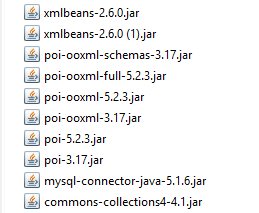 xmlbeans-2.6.0.jar
xmlbeans-2.6.0 (1).jar
poi-ooxml-schemas-3.17.jar
poi-ooxml-full-5.2.3.jar
poi-ooxml-5.2.3.jar
poi-ooxml-3.17.jar
poi-5.2.3.jar
poi-3.17.jar
mysql-connector-java-5.1.6.jar
commons-collections4-4.1.jar